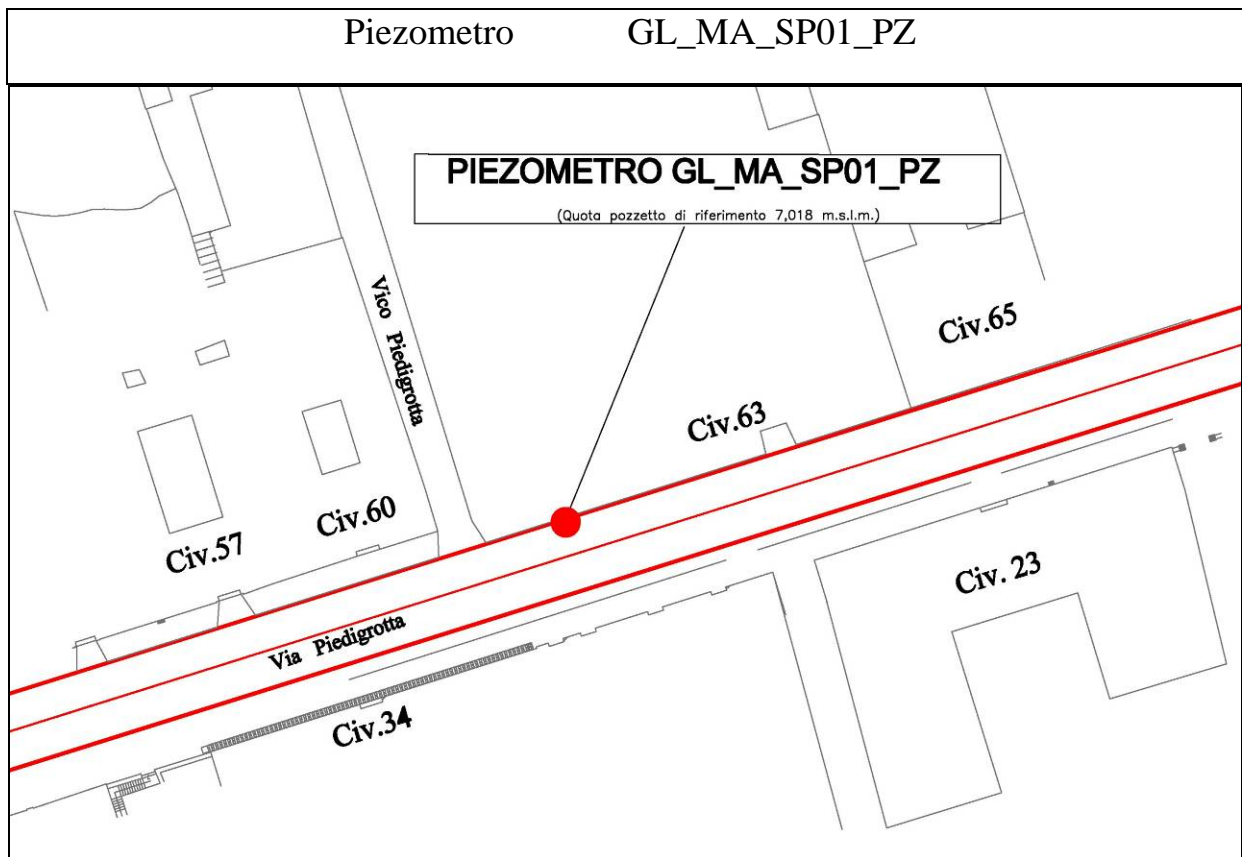 Piezometro GL_MA_SP01_PZ
PIEZOMETRO GL_MA_SP01_PZ
(Quota pozzetto di riferimento 7,018 m.s.l.m.)
Vico Piedigrotta
Civ.65
Civ.63
Civ.60
Civ.57
Civ. 23
Via Piedigrotta
Civ.34